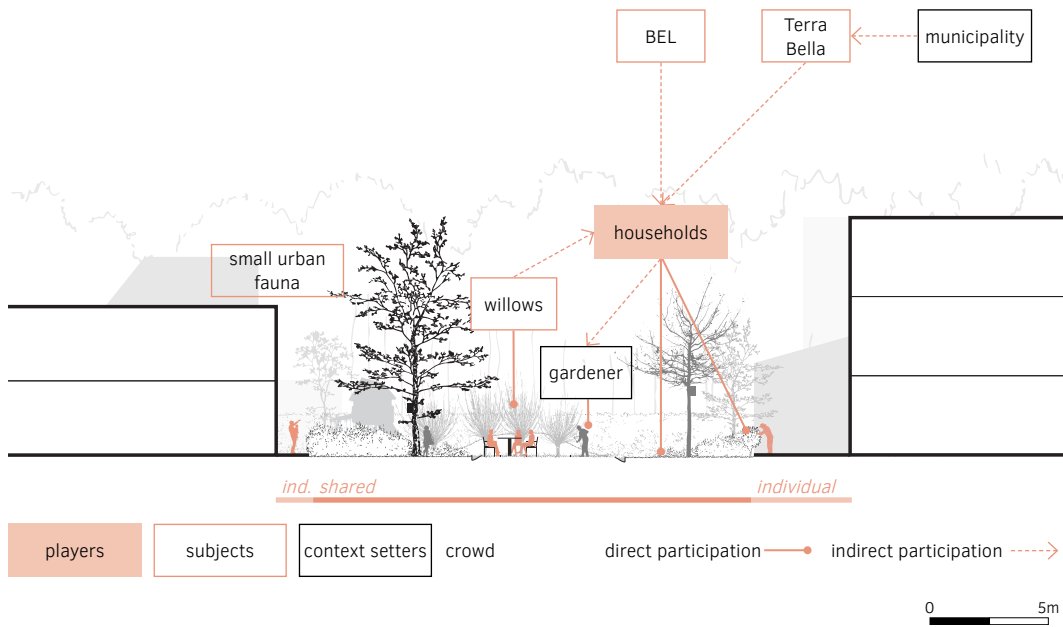 BEL
Terra
Bella
municipality
households
small urban
fauna
willows
gardener
ind. shared
individual
players
subjects
context setters
crowd
direct participation
indirect participation
0
5m